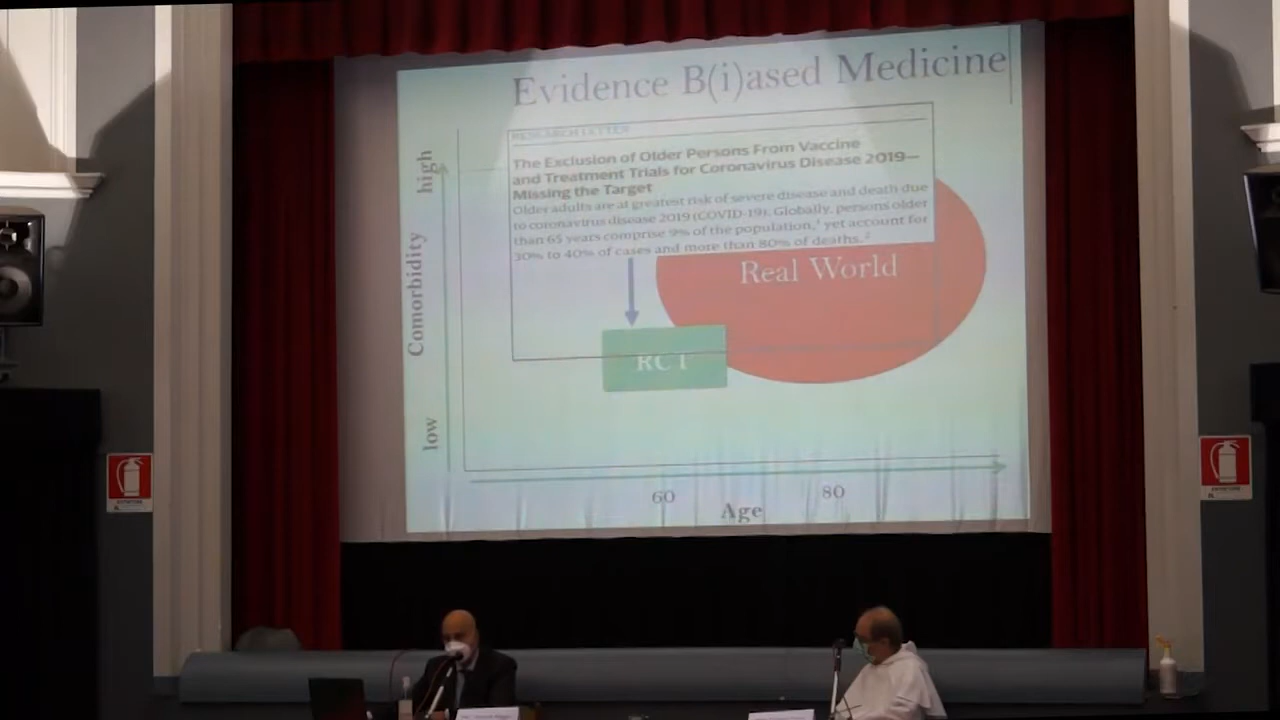 Evidence B(i)ased Medicine
RESEARCH LETTER
The Exclusion of Older Persons From Vaccine
and Treatment Trials for Coronavirus Disease 2019—
Missing the Target
Older adults are at greatest risk of severe disease and death due
to coronavirus disease 2019 (COVID-19). Globally, persons older
than 65 years comprise 9% of the population,¹ yet account for
30% to 40% of cases and more than 80% of deaths.²
high
Comorbidity
low
Real World
RCT
60
80
Age